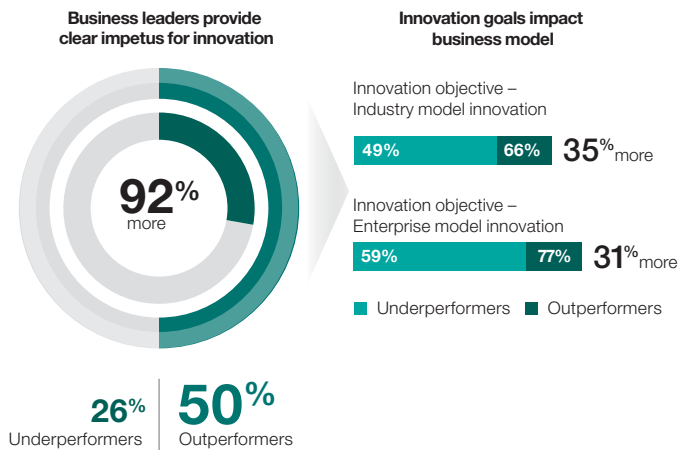 Business leaders provide
clear impetus for innovation
92%
more
26%
Underperformers
50%
Outperformers
Innovation goals impact
business model
Innovation objective –
Industry model innovation
49% 66% 35% more
Innovation objective –
Enterprise model innovation
59% 77% 31% more
Underperformers Outperformers